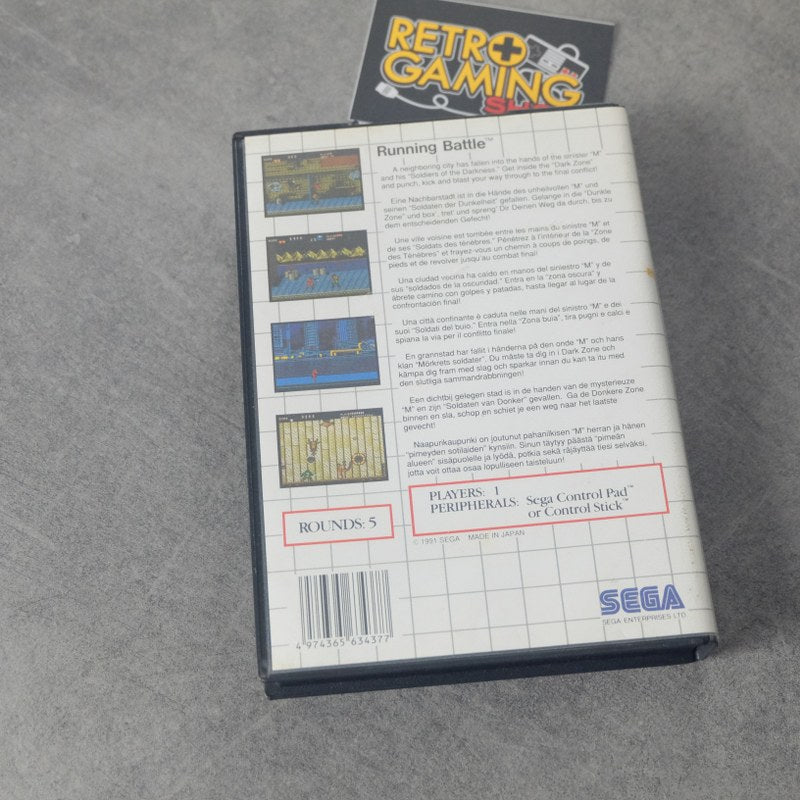 RETRO
GAMING
Running Battle™
A neighboring city has fallen into the hands of the sinister "M"
and his "Soldiers of the Darkness." Get inside the "Dark Zone"
and punch, kick and blast your way through to the final conflict!
Eine Nachbarstadt ist in die Hände des unheilvollen "M" und
seinen "Soldaten der Dunkelheit" gefallen. Gelange in die "Dunkle
Zone" und box', tret' und spreng' Dir Deinen Weg da durch, bis zu
dem entscheidenden Gefecht!
Une ville voisine est tombée entre les mains du sinistre "M" et
de ses "Soldats des ténèbres." Pénétrez à l'intérieur de la "Zone
des Ténèbres" et frayez-vous un chemin à coups de poings, de
pieds et de revolver jusqu'au combat final!
Una ciudad vecina ha caído en manos del siniestro "M" y de
sus "soldados de la oscuridad." Entra en la "zona oscura" y
ábrete camino con golpes y patadas, hasta llegar al lugar de la
confrontación final!
Una città confinante è caduta nelle mani del sinistro "M" e dei
suoi "Soldati del buio." Entra nella "Zona buia", tira pugni e calci e
spiana la via per il conflitto finale!
En grannstad har fallit i händerna på den onde "M" och hans
klan "Mörkrets soldater". Du måste ta dig in i Dark Zone och
kämpa dig fram med slag och sparkar innan du kan ta itu med
den slutliga sammandrabbningen!
Een dichtbij gelegen stad is in de handen van de mysterieuze
"M" en zijn "Soldaten van Donker" gevallen. Ga de Donkere Zone
binnen en sla, schop en schiet je een weg naar het laatste
gevecht!
Naapunkaupunki on joutunut pahanilkisen "M" herran ja hänen
"pimeyden sotilaiden" kynsiin. Sinun täytyy päästä "pimeän
alueen" sisäpuolelle ja lyödä, potkia sekä räjäyttää tiesi selväksi,
jotta voit ottaa osaa lopulliseen taisteluun!
PLAYERS: 1
PERIPHERALS: Sega Control Pad™
or Control Stick™
ROUNDS: 5
© 1991 SEGA MADE IN JAPAN
4 974365 634377
SEGA
SEGA ENTERPRISES LTD.